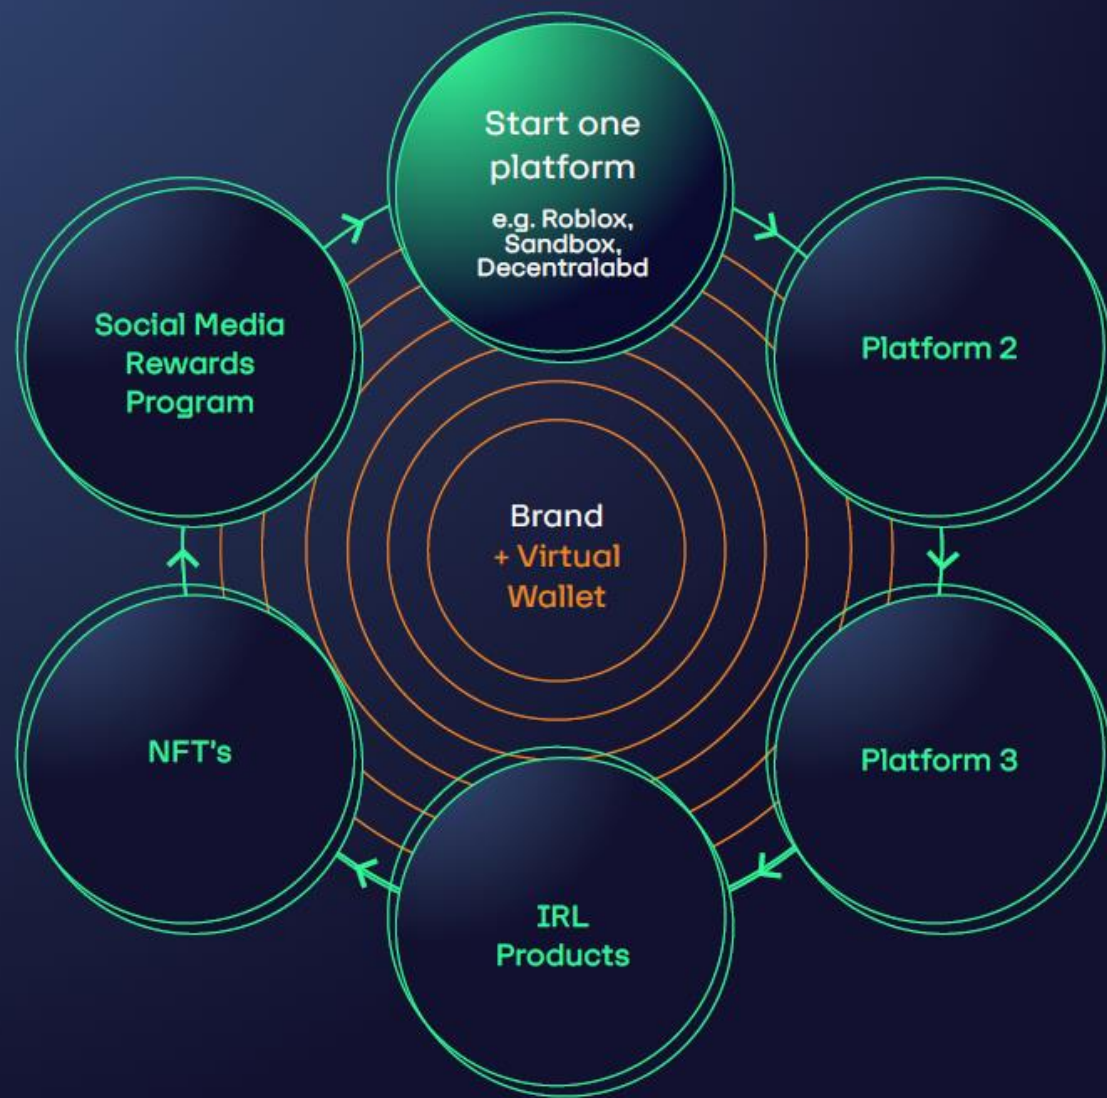 Start one
platform
e.g. Roblox,
Sandbox,
Decentralabd
Platform 2
Platform 3
IRL
Products
NFT's
Social Media
Rewards
Program
Brand
+ Virtual
Wallet